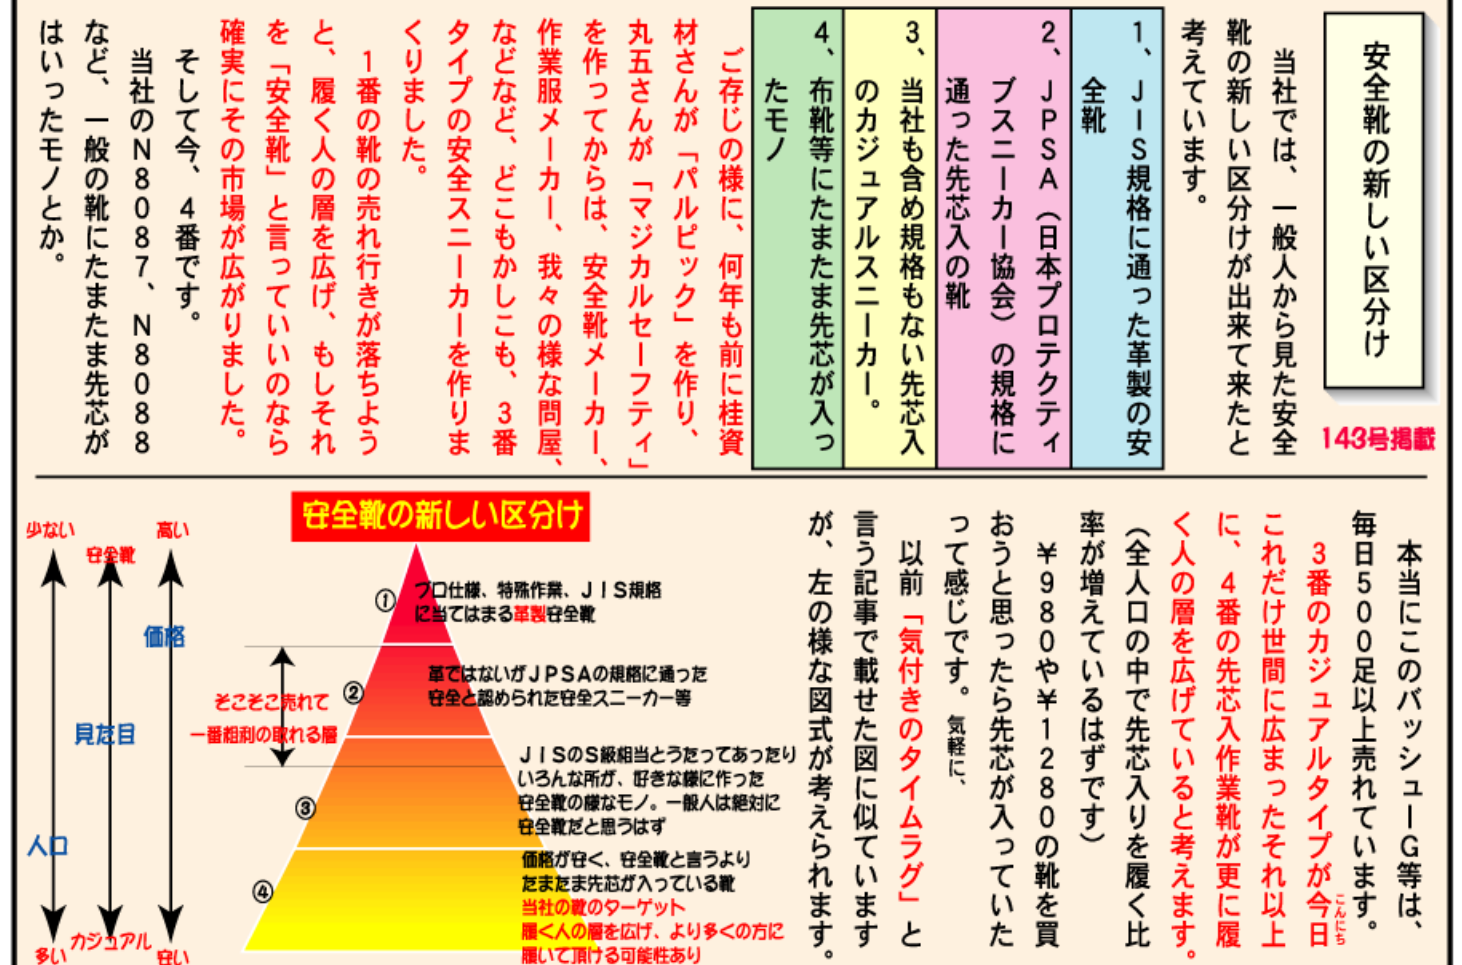 安全靴の新しい区分け
143号掲載
当社では、一般人から見た安全
靴の新しい区分けが出来て来たと
考えています。
1、ＪＩＳ規格に通った革製の安
全靴
2、ＪＰＳＡ（日本プロテクティ
ブスニーカー協会）の規格に
通った先芯入の靴
3、当社も含め規格もない先芯入
のカジュアルスニーカー。
4、布靴等にたまたま先芯が入っ
たモノ
ご存じの様に、何年も前に桂資
材さんが「パルピック」を作り、
丸五さんが「マジカルセーフティ」
を作ってからは、安全靴メーカー、
作業服メーカー、我々の様な問屋、
などなど、どこもかしこも、3番
タイプの安全スニーカーを作りま
くりました。
1番の靴の売れ行きが落ちよう
と、履く人の層を広げ、もしそれ
を「安全靴」と言っていいのなら
確実にその市場が広がりました。
そして今、4番です。
当社のN8087、N8088
など、一般の靴にたまたま先芯が
はいったモノとか。
本当にこのバッシューG等は、
毎日500足以上売れています。
3番のカジュアルタイプが今日
こんにち
これだけ世間に広まったそれ以上
に、4番の先芯入作業靴が更に履
く人の層を広げていると考えます。
（全人口の中で先芯入りを履く比
率が増えているはずです）
￥980や￥1280の靴を買
おうと思ったら先芯が入っていた
って感じです。気軽に、
以前「気付きのタイムラグ」と
言う記事で載せた図に似ています
が、左の様な図式が考えられます。
安全靴の新しい区分け
少ない
安全靴
高い
価格
見た目
人口
多い
カジュアル
安い
そこそこ売れて
一番粗利の取れる層
①
プロ仕様、特殊作業、ＪＩＳ規格
に当てはまる革製安全靴
②
革ではないがＪＰＳＡの規格に通った
安全と認められた安全スニーカー等
③
ＪＩＳのＳ級相当とうたってあったり
いろんな所が、好きな様に作った
安全靴の様なモノ。一般人は絶対に
安全靴だと思うはず
④
価格が安く、安全靴と言うより
たまたま先芯が入っている靴
当社の靴のターゲット
履く人の層を広げ、より多くの方に
履いて頂ける可能性あり